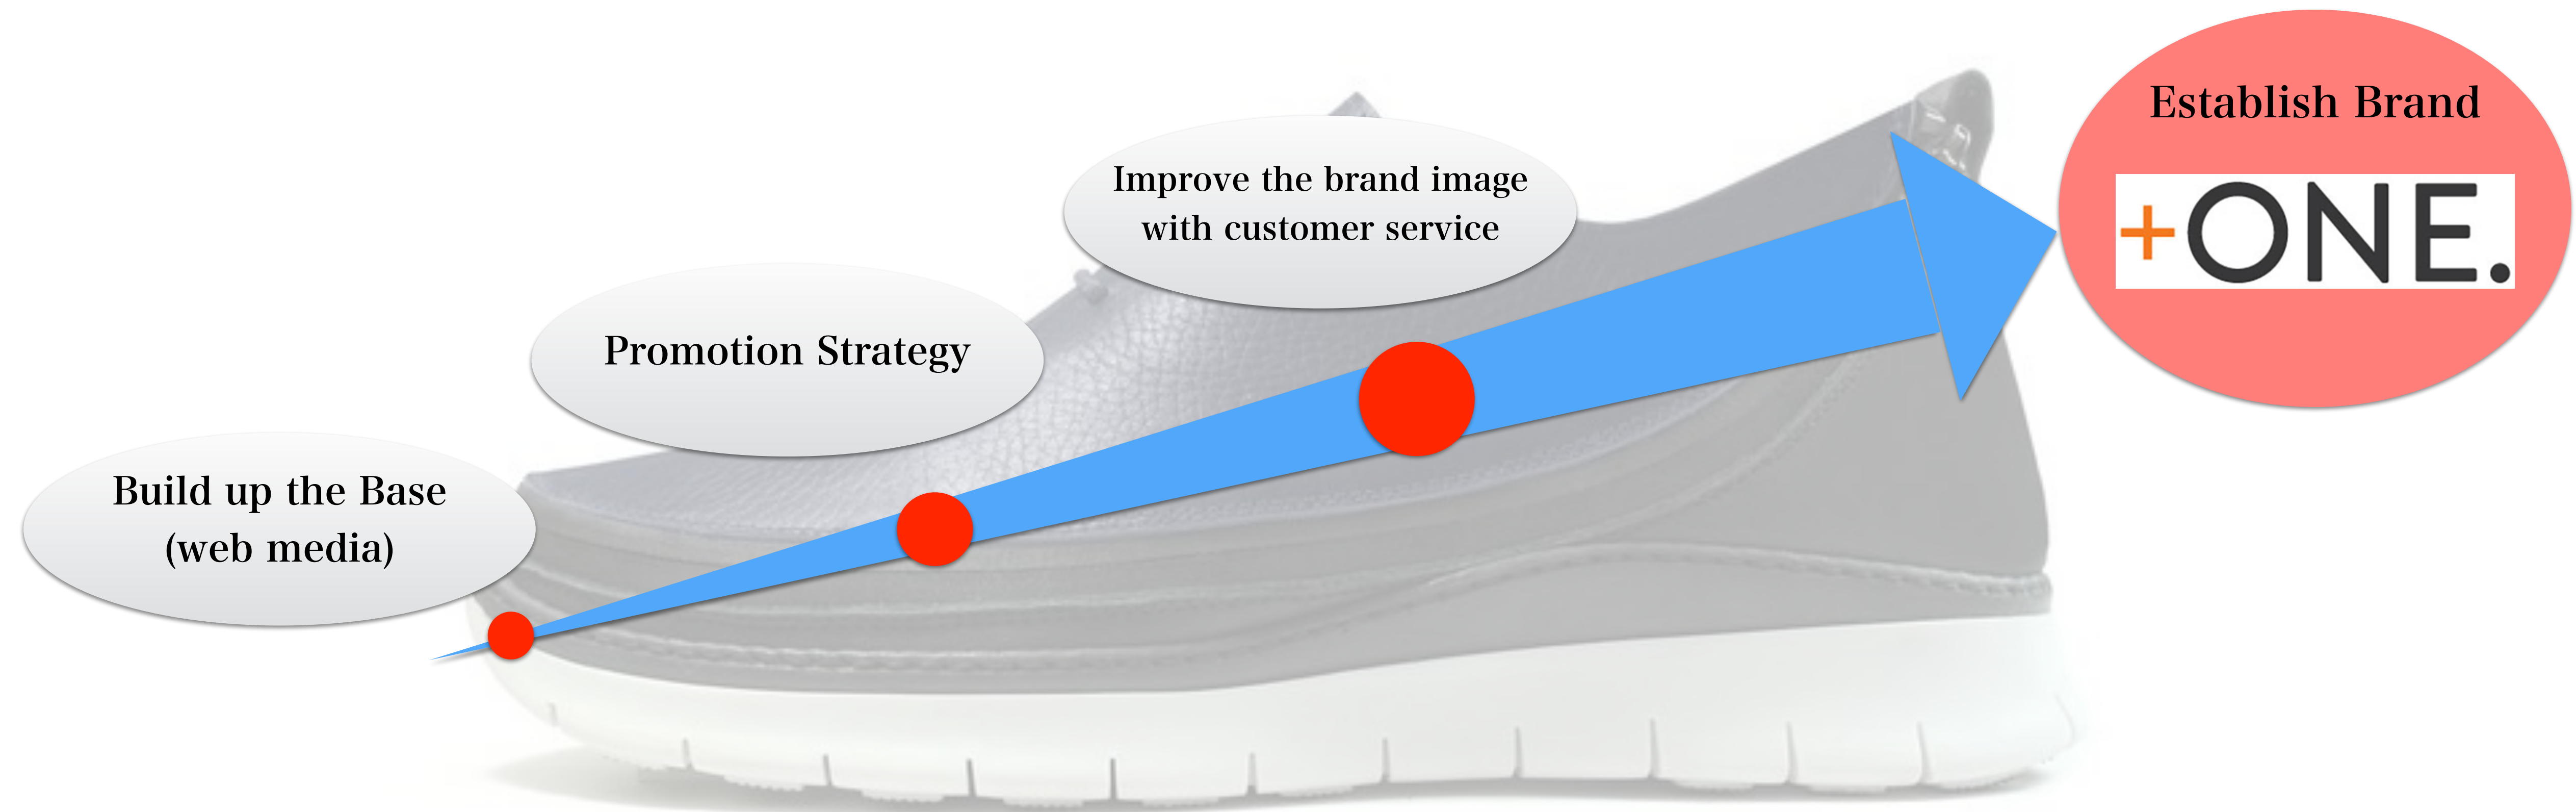 Build up the Base
(web media)
Promotion Strategy
Improve the brand image
with customer service
Establish Brand
+ONE.